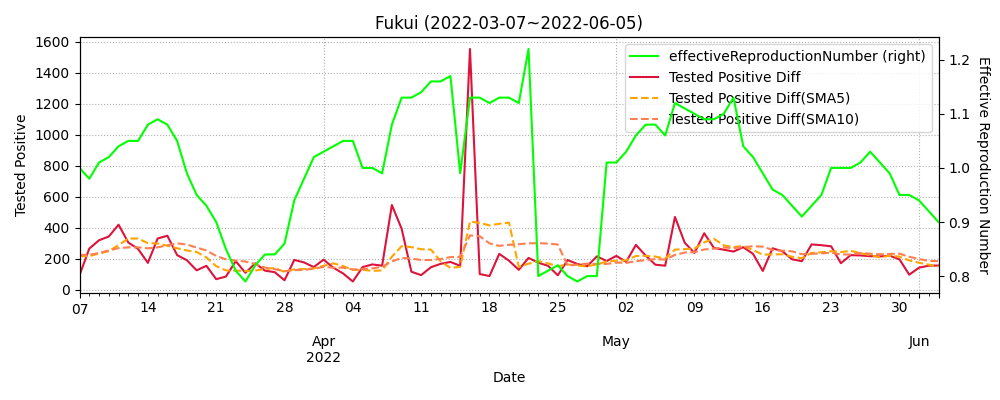 Fukui (2022-03-07~2022-06-05)
effectiveReproductionNumber (right)
Tested Positive Diff
Tested Positive Diff(SMA5)
Tested Positive Diff(SMA10)
Tested Positive
1600
1400
1200
1000
800
600
400
200
0
Effective Reproduction Number
1.2
1.1
1.0
0.9
0.8
07 14 21 28 04 11 18 25 02 09 16 23 30
Apr May Jun
2022
Date